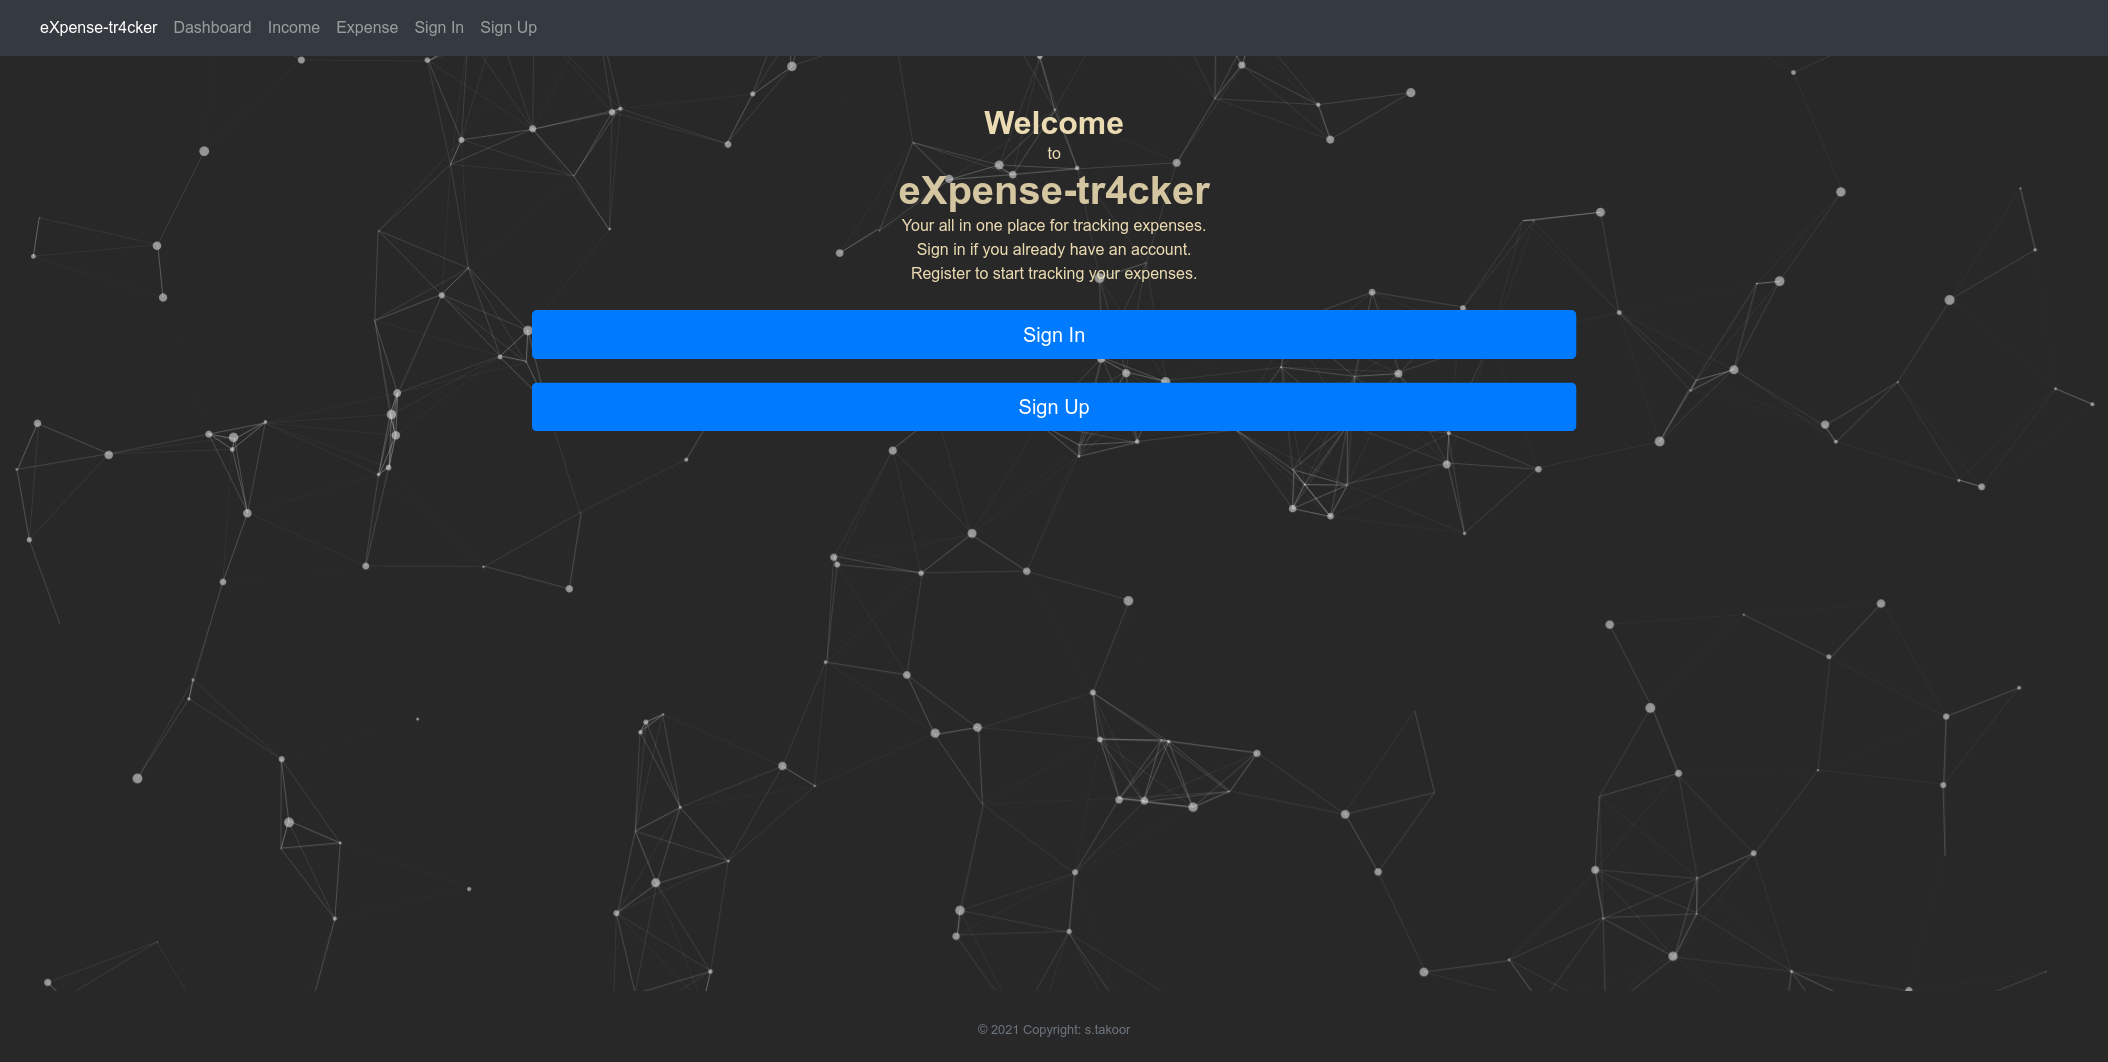 eXpense-tr4cker Dashboard Income Expense Sign In Sign Up
Welcome
to
eXpense-tr4cker
Your all in one place for tracking expenses.
Sign in if you already have an account.
Register to start tracking your expenses.
Sign In
Sign Up
© 2021 Copyright: s.takoor